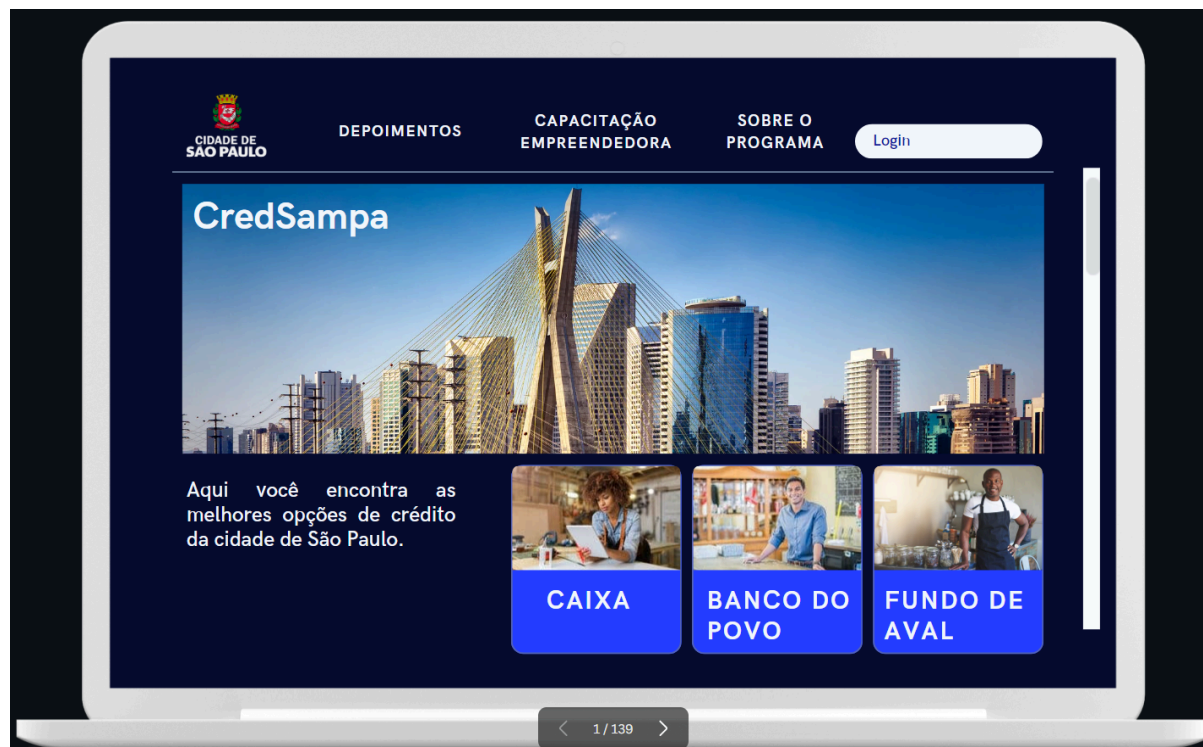 CIDADE DE
SÃO PAULO
DEPOIMENTOS
CAPACITAÇÃO
EMPREENDEDORA
SOBRE O
PROGRAMA
Login
CredSampa
Aqui você encontra as
melhores opções de crédito
da cidade de São Paulo.
CAIXA
BANCO DO
POVO
FUNDO DE
AVAL
1 / 139